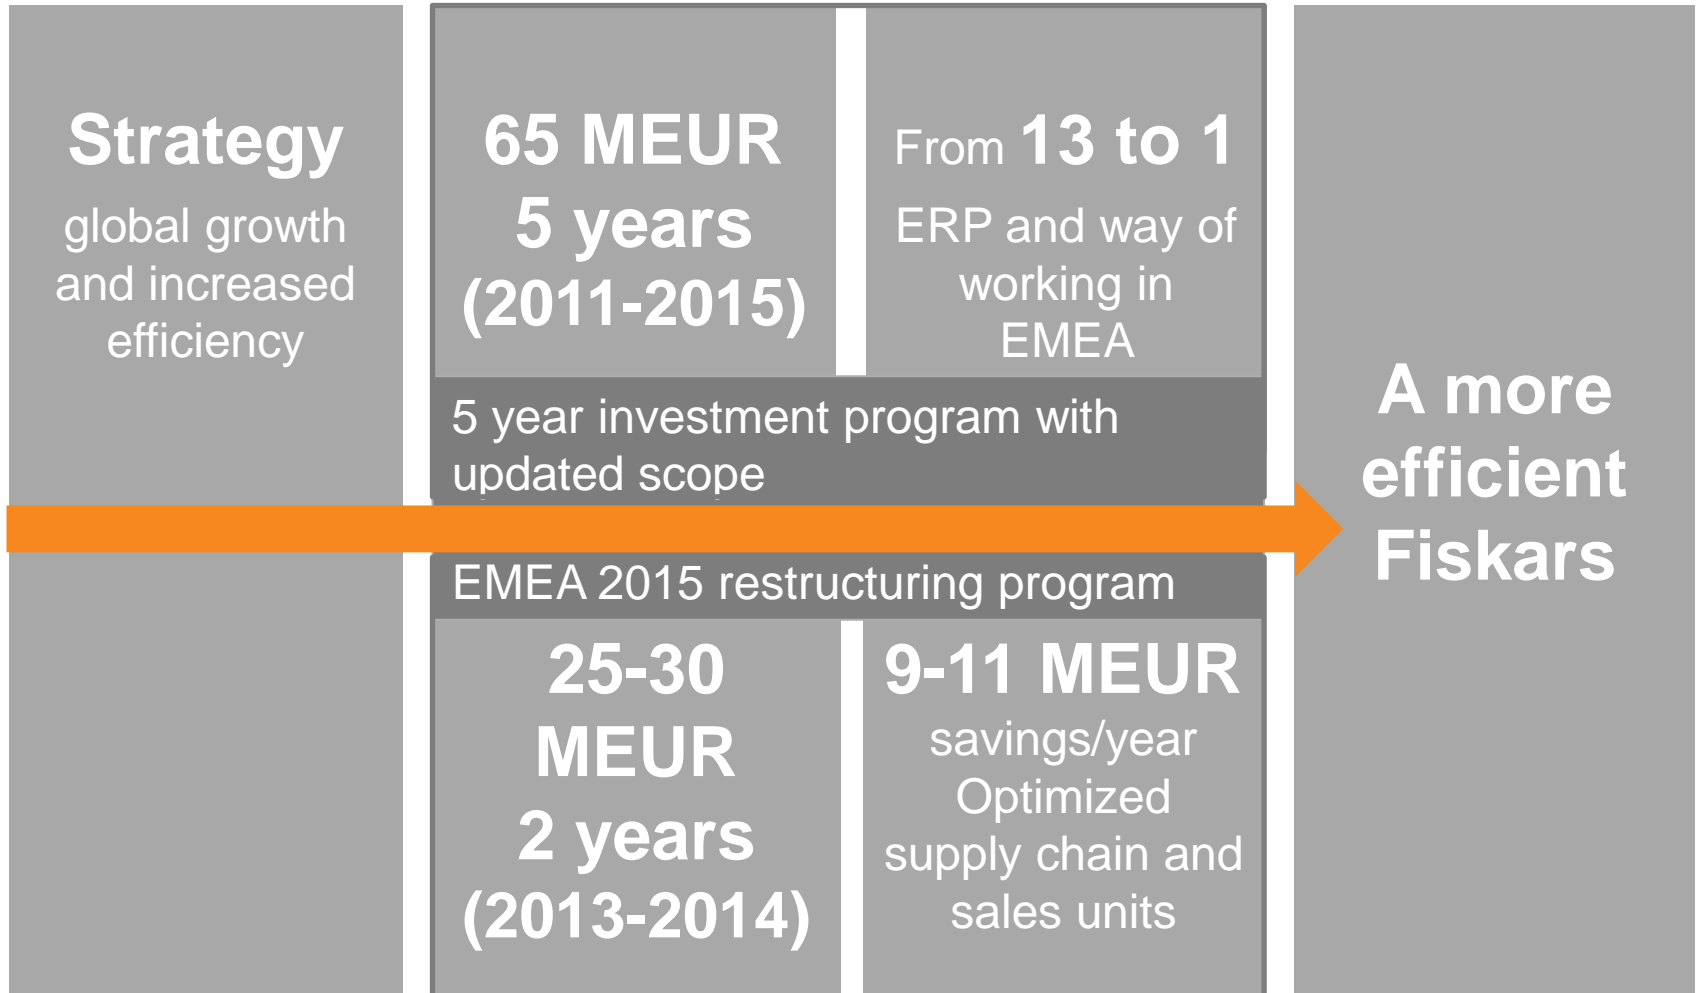 Strategy
global growth
and increased
efficiency
65 MEUR
5 years
(2011-2015)
From 13 to 1
ERP and way of
working in
EMEA
5 year investment program with
updated scope
EMEA 2015 restructuring program
25-30
MEUR
2 years
(2013-2014)
9-11 MEUR
savings/year
Optimized
supply chain and
sales units
A more
efficient
Fiskars